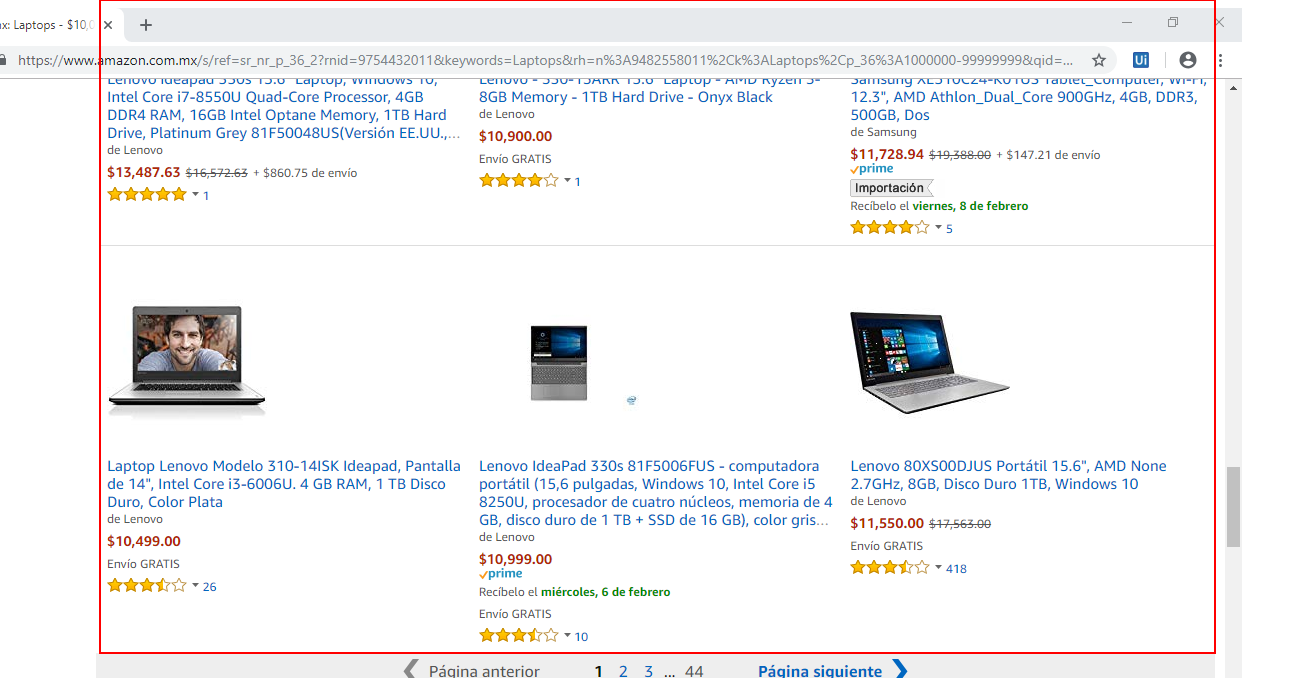 x: Laptops - $10,0
https://www.amazon.com.mx/s/ref=sr_nr_p_36_2?rnid=9754432011&keywords=Laptops&rh=n%3A9482558011%2Ck%3ALaptops%2Cp_36%3A1000000-99999999&qid=...
Ui
Lenovo Ideapad 330s 15.6" Laptop, Windows 10,
Intel Core i7-8550U Quad-Core Processor, 4GB
DDR4 RAM, 16GB Intel Optane Memory, 1TB Hard
Drive, Platinum Grey 81F50048US(Versión EE.UU.,...
de Lenovo
$13,487.63 $16,572.63 + $860.75 de envío
1
Lenovo - 330-15ARR 15.6" Laptop - AMD Ryzen 5-
8GB Memory - 1TB Hard Drive - Onyx Black
de Lenovo
$10,900.00
Envío GRATIS
1
Samsung XE510C24-K01US Tablet_Computer, Wi-Fi,
12.3", AMD Athlon_Dual_Core 900GHz, 4GB, DDR3,
500GB, Dos
de Samsung
$11,728.94 $19,388.00 + $147.21 de envío
prime
Importación
Recíbelo el viernes, 8 de febrero
5
Laptop Lenovo Modelo 310-14ISK Ideapad, Pantalla
de 14", Intel Core i3-6006U. 4 GB RAM, 1 TB Disco
Duro, Color Plata
de Lenovo
$10,499.00
Envío GRATIS
26
Lenovo IdeaPad 330s 81F5006FUS - computadora
portátil (15,6 pulgadas, Windows 10, Intel Core i5
8250U, procesador de cuatro núcleos, memoria de 4
GB, disco duro de 1 TB + SSD de 16 GB), color gris...
de Lenovo
$10,999.00
prime
Recíbelo el miércoles, 6 de febrero
Envío GRATIS
10
Lenovo 80XS00DJUS Portátil 15.6", AMD None
2.7GHz, 8GB, Disco Duro 1TB, Windows 10
de Lenovo
$11,550.00 $17,563.00
Envío GRATIS
418
Página anterior 1 2 3 ... 44 Página siguiente